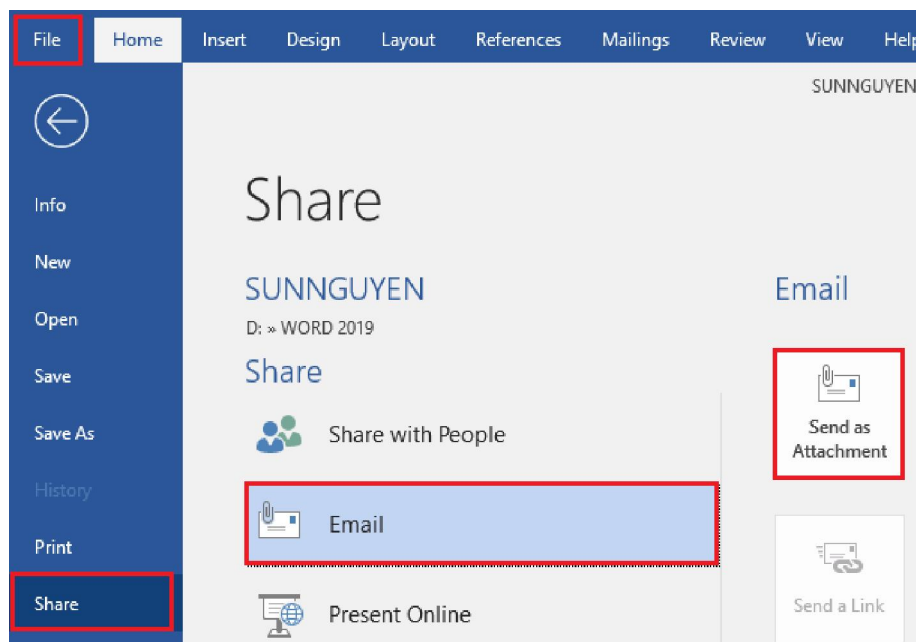 File Home Insert Design Layout References Mailings Review View Help
SUNNGUYEN
Share
Info
New
Open
Save
Save As
History
Print
Share
SUNNGUYEN
D: » WORD 2019
Share
Share with People
Email
Present Online
Email
Send as
Attachment
Send a Link